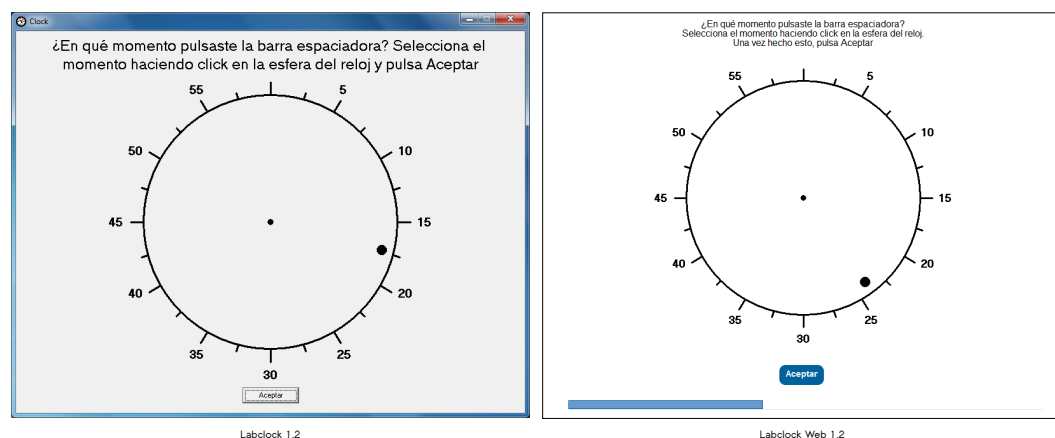 Clock
¿En qué momento pulsaste la barra espaciadora? Selecciona el
momento haciendo click en la esfera del reloj y pulsa Aceptar
55
5
50
10
45
15
40
20
35
25
30
Aceptar
Labclock 1.2
¿En qué momento pulsaste la barra espaciadora?
Selecciona el momento haciendo click en la esfera del reloj.
Una vez hecho esto, pulsa Aceptar
55
5
50
10
45
15
40
20
35
25
30
Aceptar
Labclock Web 1.2